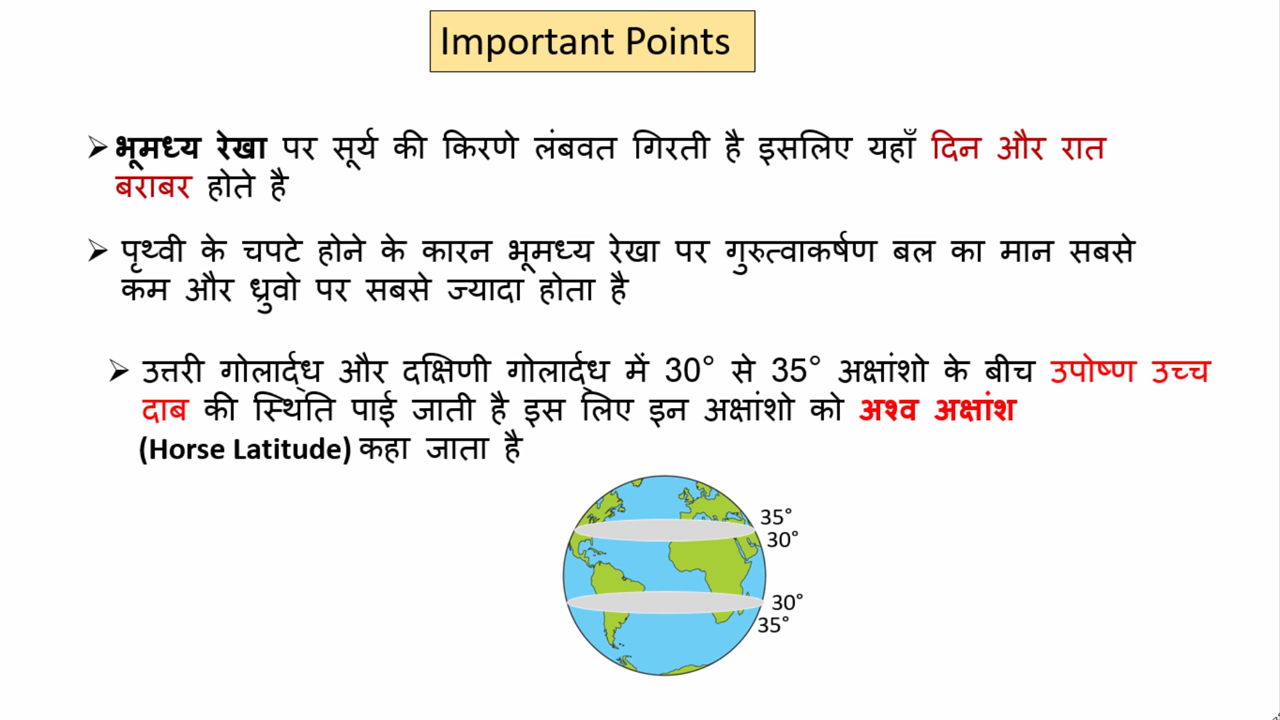 Important Points
➢ भूमध्य रेखा पर सूर्य की किरणे लंबवत गिरती है इसलिए यहाँ दिन और रात
बराबर होते है
➢ पृथ्वी के चपटे होने के कारन भूमध्य रेखा पर गुरुत्वाकर्षण बल का मान सबसे
कम और ध्रुवो पर सबसे ज्यादा होता है
➢ उत्तरी गोलार्द्ध और दक्षिणी गोलार्द्ध में 30° से 35° अक्षांशो के बीच उपोष्ण उच्च
दाब की स्थिति पाई जाती है इस लिए इन अक्षांशो को अश्व अक्षांश
(Horse Latitude) कहा जाता है
35°
30°
30°
35°